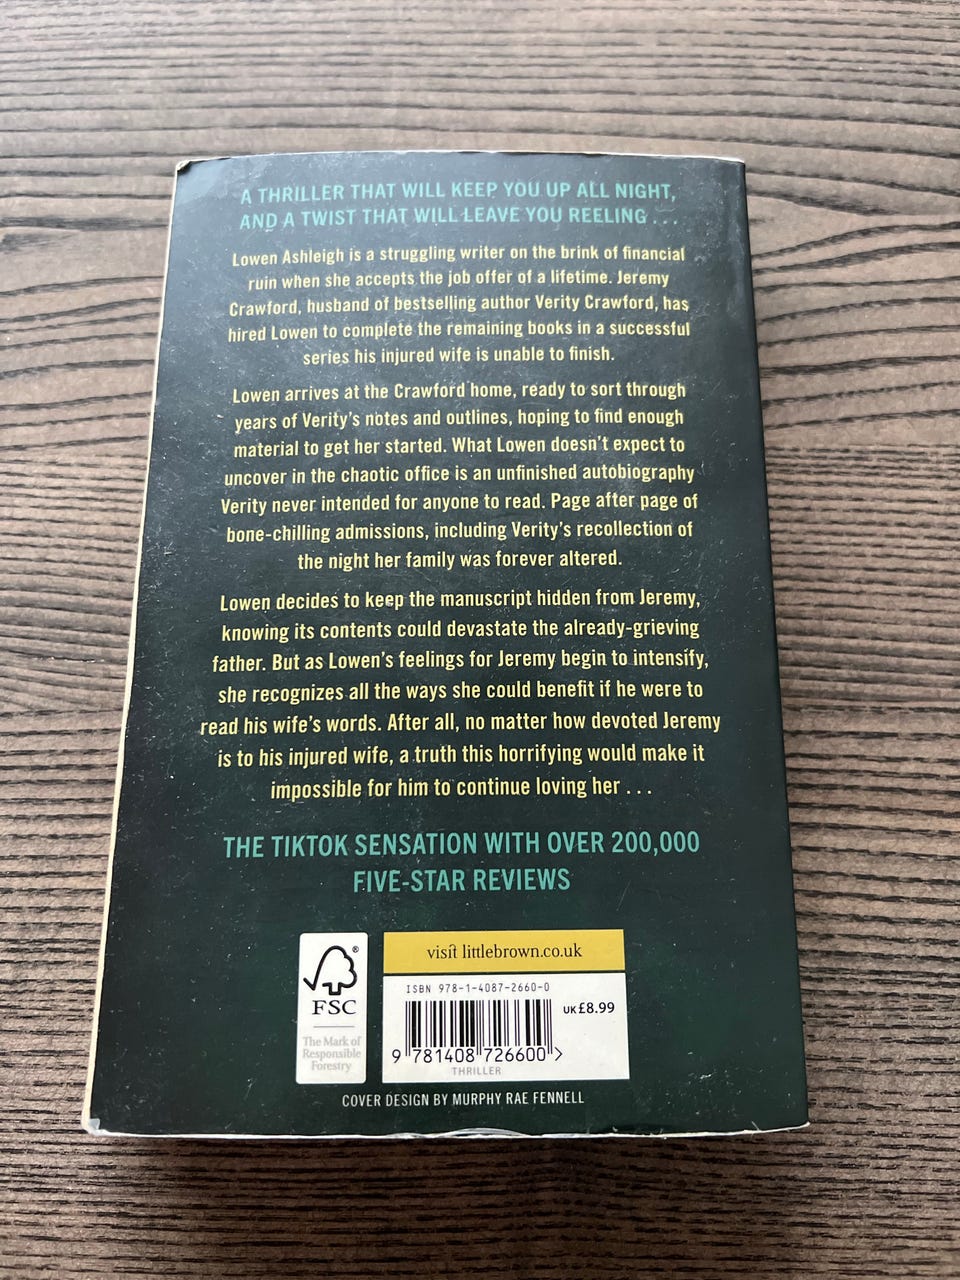 A THRILLER THAT WILL KEEP YOU UP ALL NIGHT,
AND A TWIST THAT WILL LEAVE YOU REELING . . .
Lowen Ashleigh is a struggling writer on the brink of financial
ruin when she accepts the job offer of a lifetime. Jeremy
Crawford, husband of bestselling author Verity Crawford, has
hired Lowen to complete the remaining books in a successful
series his injured wife is unable to finish.
Lowen arrives at the Crawford home, ready to sort through
years of Verity's notes and outlines, hoping to find enough
material to get her started. What Lowen doesn't expect to
uncover in the chaotic office is an unfinished autobiography
Verity never intended for anyone to read. Page after page of
bone-chilling admissions, including Verity's recollection of
the night her family was forever altered.
Lowen decides to keep the manuscript hidden from Jeremy,
knowing its contents could devastate the already-grieving
father. But as Lowen's feelings for Jeremy begin to intensify,
she recognizes all the ways she could benefit if he were to
read his wife's words. After all, no matter how devoted Jeremy
is to his injured wife, a truth this horrifying would make it
impossible for him to continue loving her . . .
THE TIKTOK SENSATION WITH OVER 200,000
FIVE-STAR REVIEWS
®
FSC
The Mark of
Responsible
Forestry
visit littlebrown.co.uk
ISBN 978-1-4087-2660-0
UK£8.99
9 781408 726600 >
THRILLER
COVER DESIGN BY MURPHY RAE FENNELL